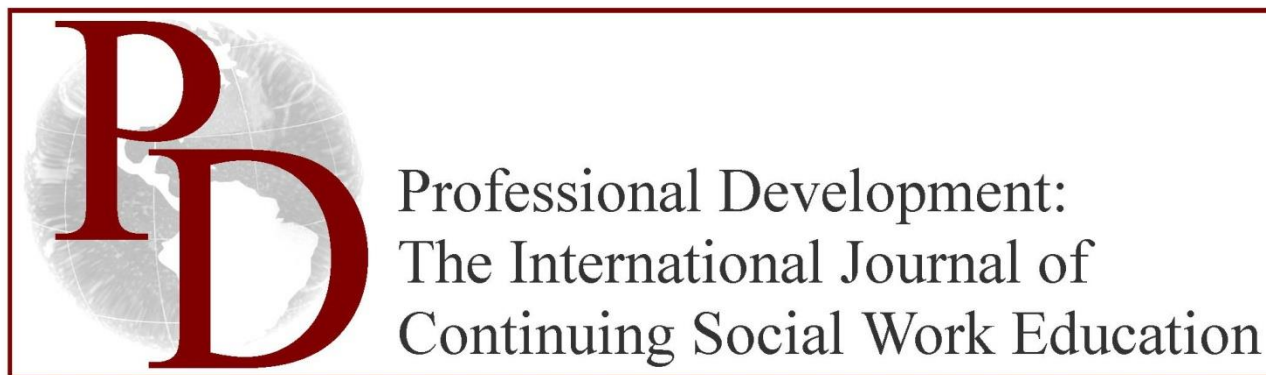 PD
Professional Development:
The International Journal of
Continuing Social Work Education